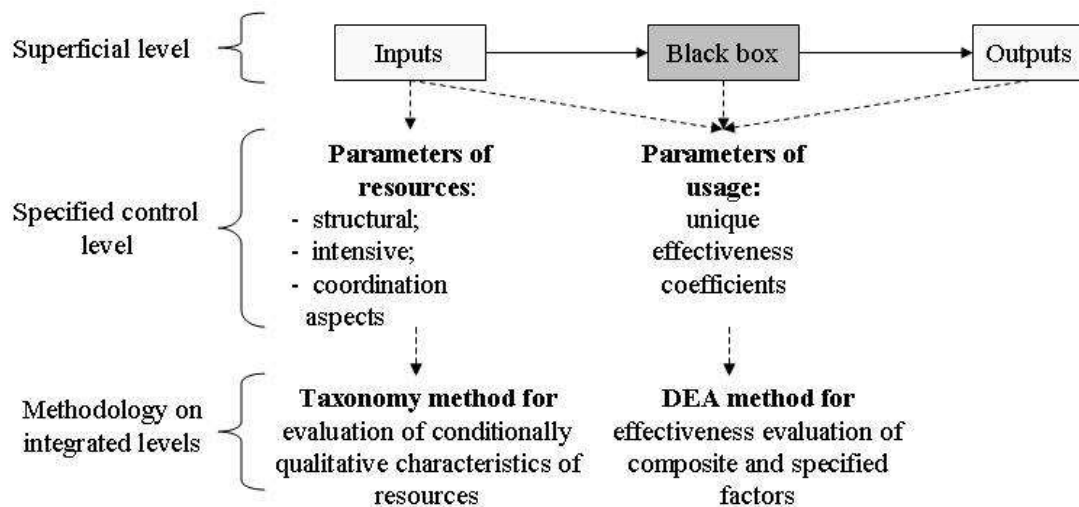 Superficial level
Inputs
Black box
Outputs
Specified control
level
Parameters of
resources:
- structural;
- intensive;
- coordination
aspects
Parameters of
usage:
unique
effectiveness
coefficients
Methodology on
integrated levels
Taxonomy method for
evaluation of conditionally
qualitative characteristics of
resources
DEA method for
effectiveness evaluation of
composite and specified
factors